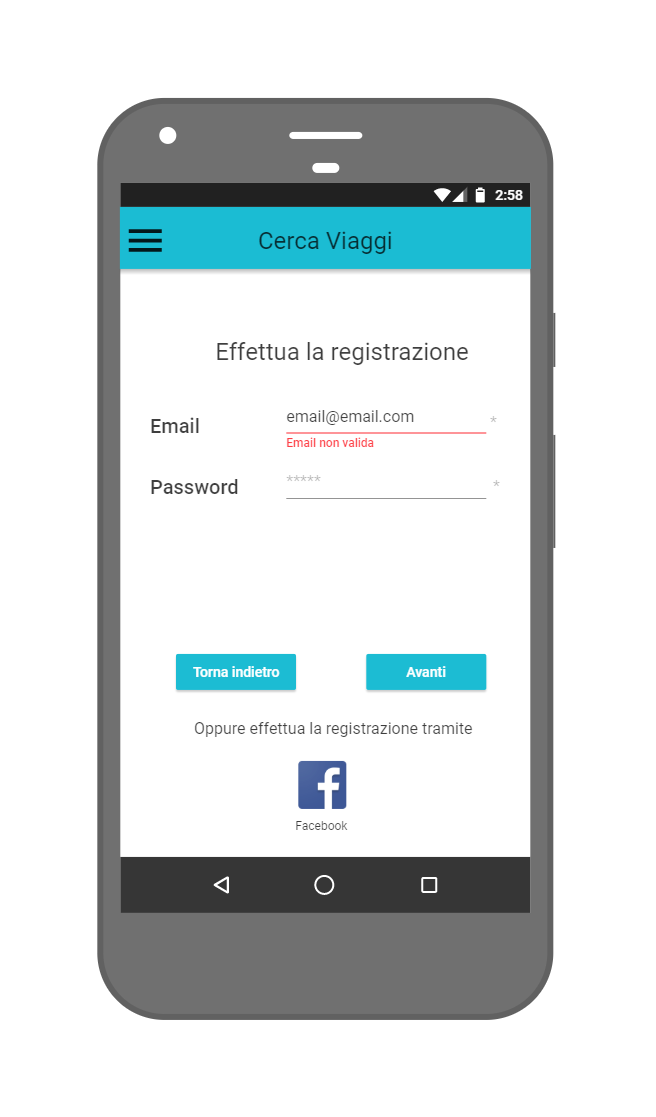 2:58
Cerca Viaggi
Effettua la registrazione
Email
email@email.com
*
Email non valida
Password
*****
*
Torna indietro
Avanti
Oppure effettua la registrazione tramite
f
Facebook